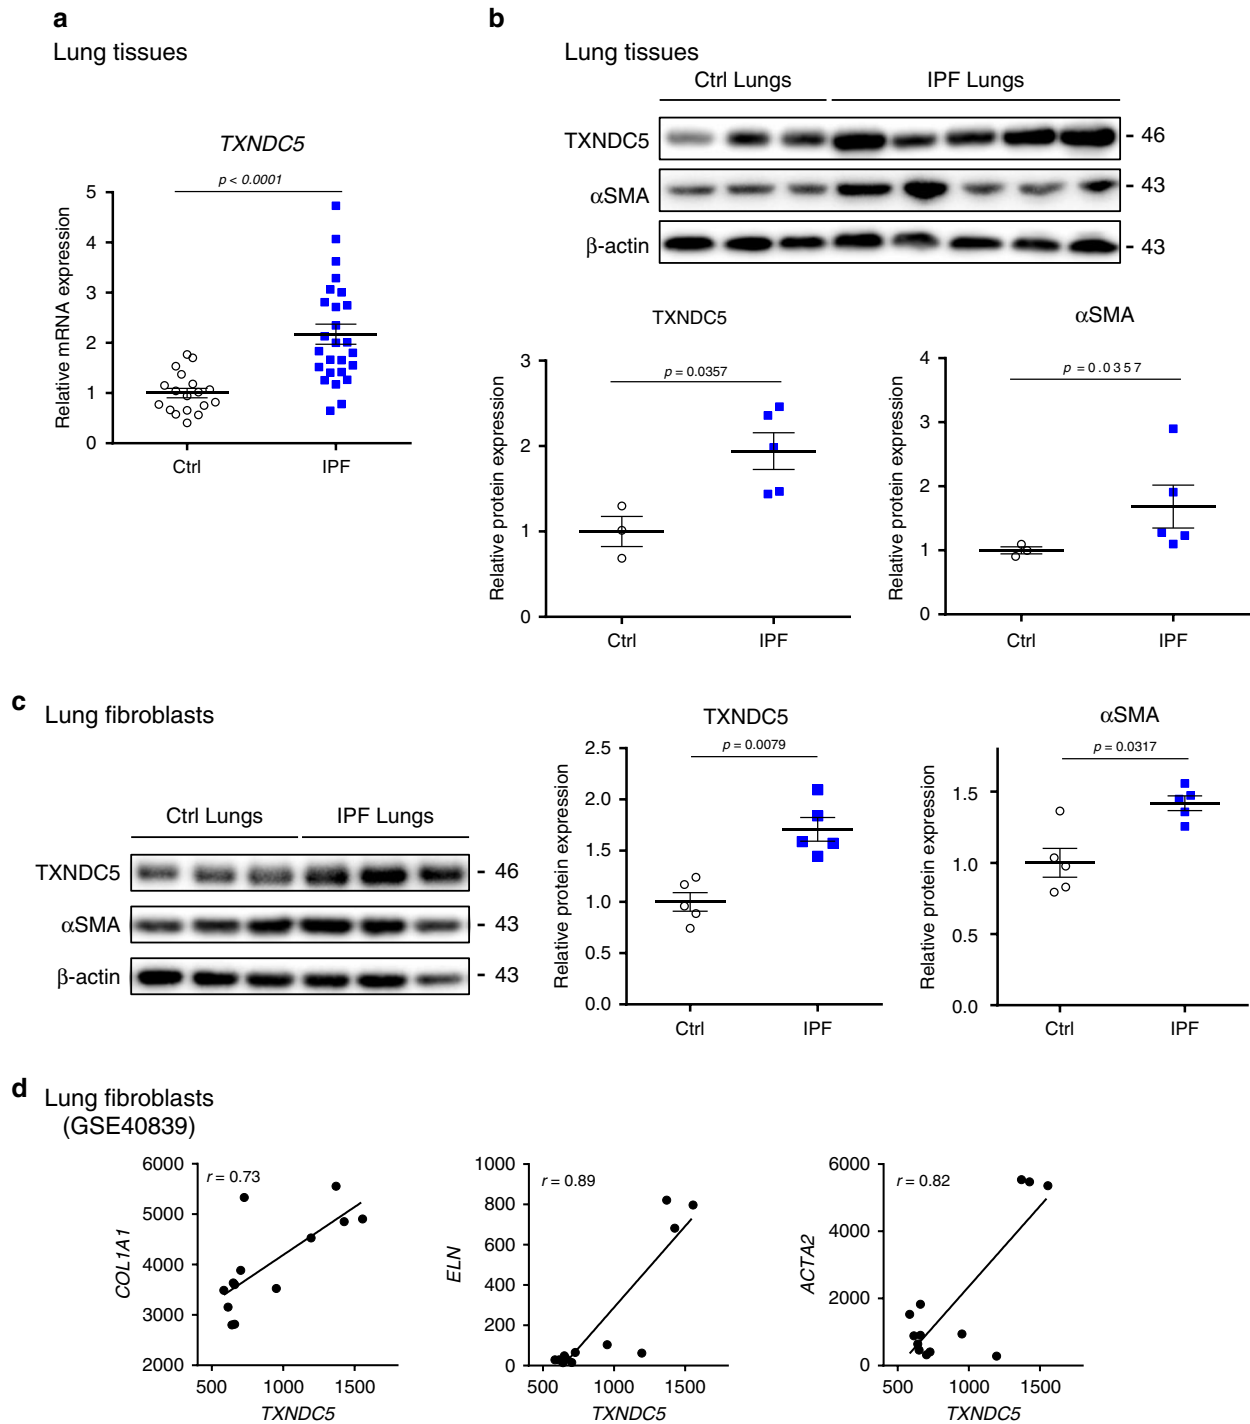 a
Lung tissues
TXNDC5
p < 0.0001
Relative mRNA expression
5
4
3
2
1
0
Ctrl IPF
b
Lung tissues
Ctrl Lungs IPF Lungs
TXNDC5 - 46
αSMA - 43
β-actin - 43
TXNDC5
p = 0.0357
Relative protein expression
3
2
1
0
Ctrl IPF
αSMA
p = 0.0357
Relative protein expression
4
3
2
1
0
Ctrl IPF
c
Lung fibroblasts
Ctrl Lungs IPF Lungs
TXNDC5 - 46
αSMA - 43
β-actin - 43
TXNDC5
p = 0.0079
Relative protein expression
2.5
2.0
1.5
1.0
0.5
0.0
Ctrl IPF
αSMA
p = 0.0317
Relative protein expression
1.5
1.0
0.5
0.0
Ctrl IPF
d
Lung fibroblasts
(GSE40839)
r = 0.73
COL1A1
6000
5000
4000
3000
2000
500 1000 1500
TXNDC5
r = 0.89
ELN
1000
800
600
400
200
0
500 1000 1500
TXNDC5
r = 0.82
ACTA2
6000
4000
2000
0
500 1000 1500
TXNDC5